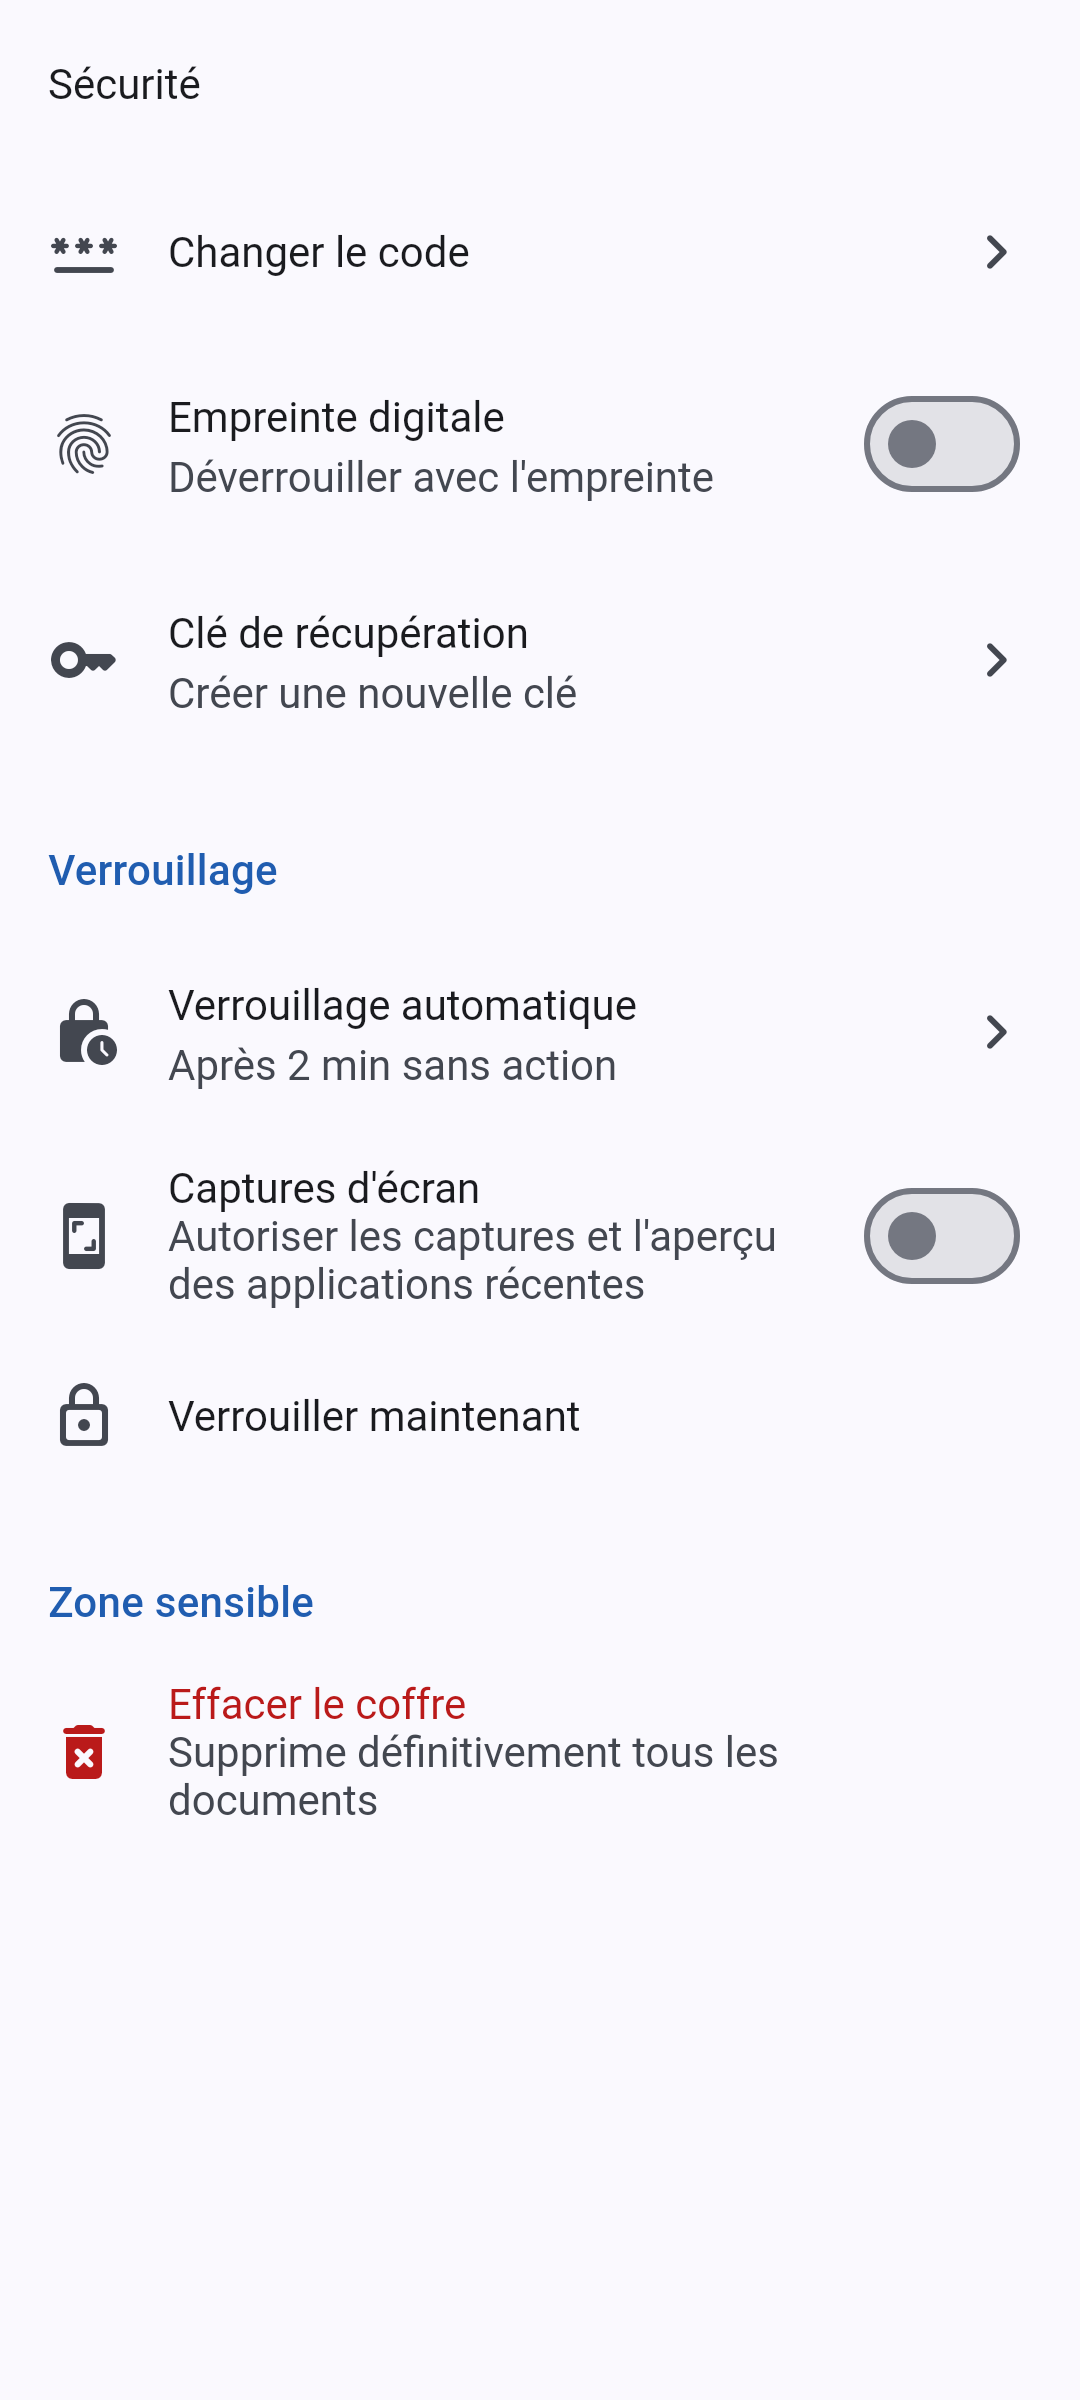 Sécurité
Changer le code
Empreinte digitale
Déverrouiller avec l'empreinte
Clé de récupération
Créer une nouvelle clé
Verrouillage
Verrouillage automatique
Après 2 min sans action
Captures d'écran
Autoriser les captures et l'aperçu
des applications récentes
Verrouiller maintenant
Zone sensible
Effacer le coffre
Supprime définitivement tous les
documents